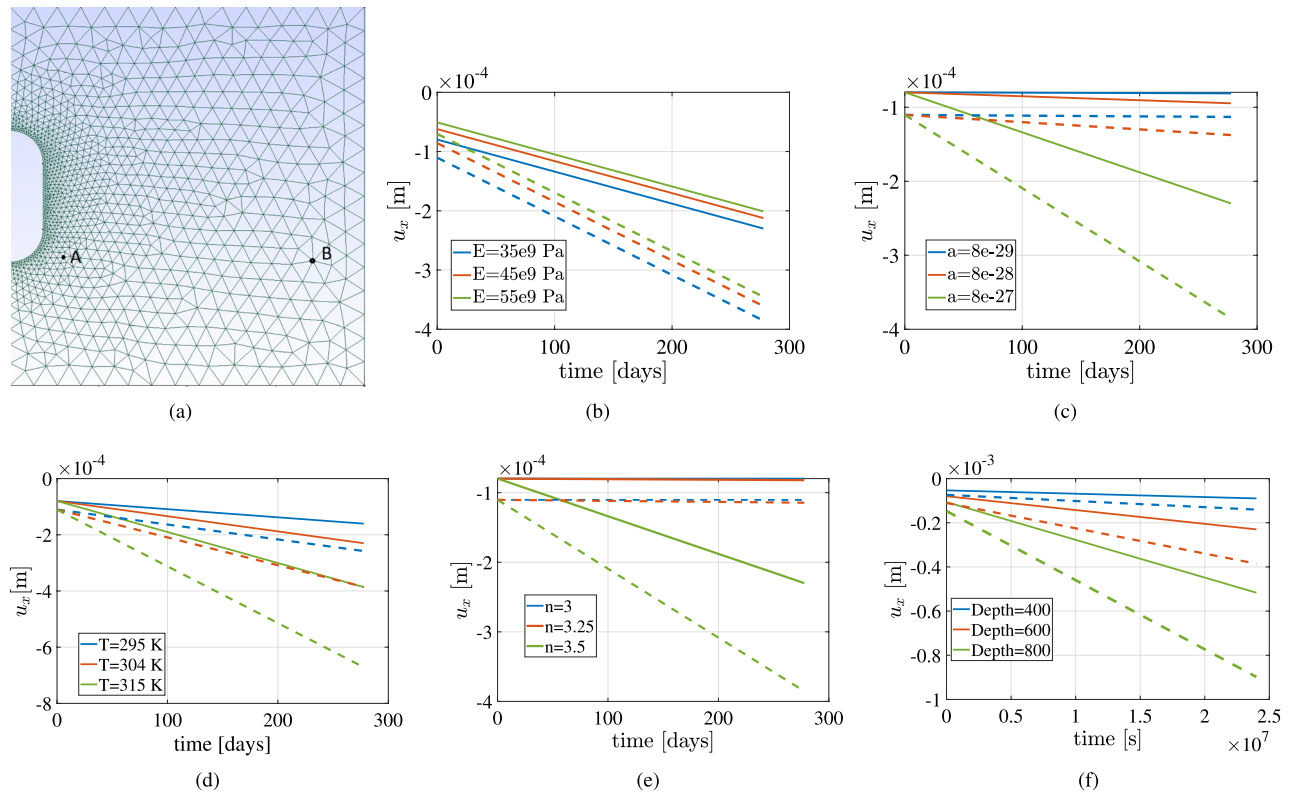 A
B
(a)
×10⁻⁴
0
-1
-2
-3
-4
u_x [m]
E=35e9 Pa
E=45e9 Pa
E=55e9 Pa
0
100
200
300
time [days]
(b)
×10⁻⁴
-1
-2
-3
-4
u_x [m]
a=8e-29
a=8e-28
a=8e-27
0
100
200
300
time [days]
(c)
×10⁻⁴
0
-2
-4
-6
-8
u_x [m]
T=295 K
T=304 K
T=315 K
0
100
200
300
time [days]
(d)
×10⁻⁴
-1
-2
-3
-4
u_x [m]
n=3
n=3.25
n=3.5
0
100
200
300
time [days]
(e)
×10⁻³
0
-0.2
-0.4
-0.6
-0.8
-1
u_x [m]
Depth=400
Depth=600
Depth=800
0
0.5
1
1.5
2
2.5
time [s]
×10⁷
(f)